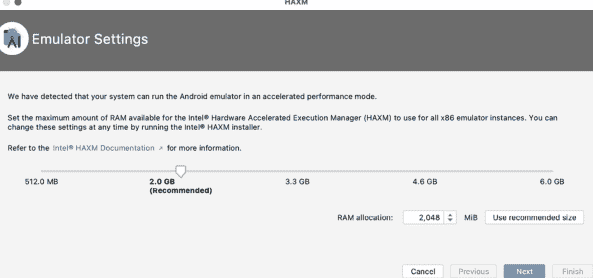 HAXM
Emulator Settings
We have detected that your system can run the Android emulator in an accelerated performance mode.
Set the maximum amount of RAM available for the Intel® Hardware Accelerated Execution Manager (HAXM) to use for all x86 emulator instances. You can
change these settings at any time by running the Intel® HAXM installer.
Refer to the Intel® HAXM Documentation ↗ for more information.
512.0 MB 2.0 GB 3.3 GB 4.6 GB 6.0 GB
(Recommended)
RAM allocation: 2,048 MiB Use recommended size
Cancel Previous Next Finish